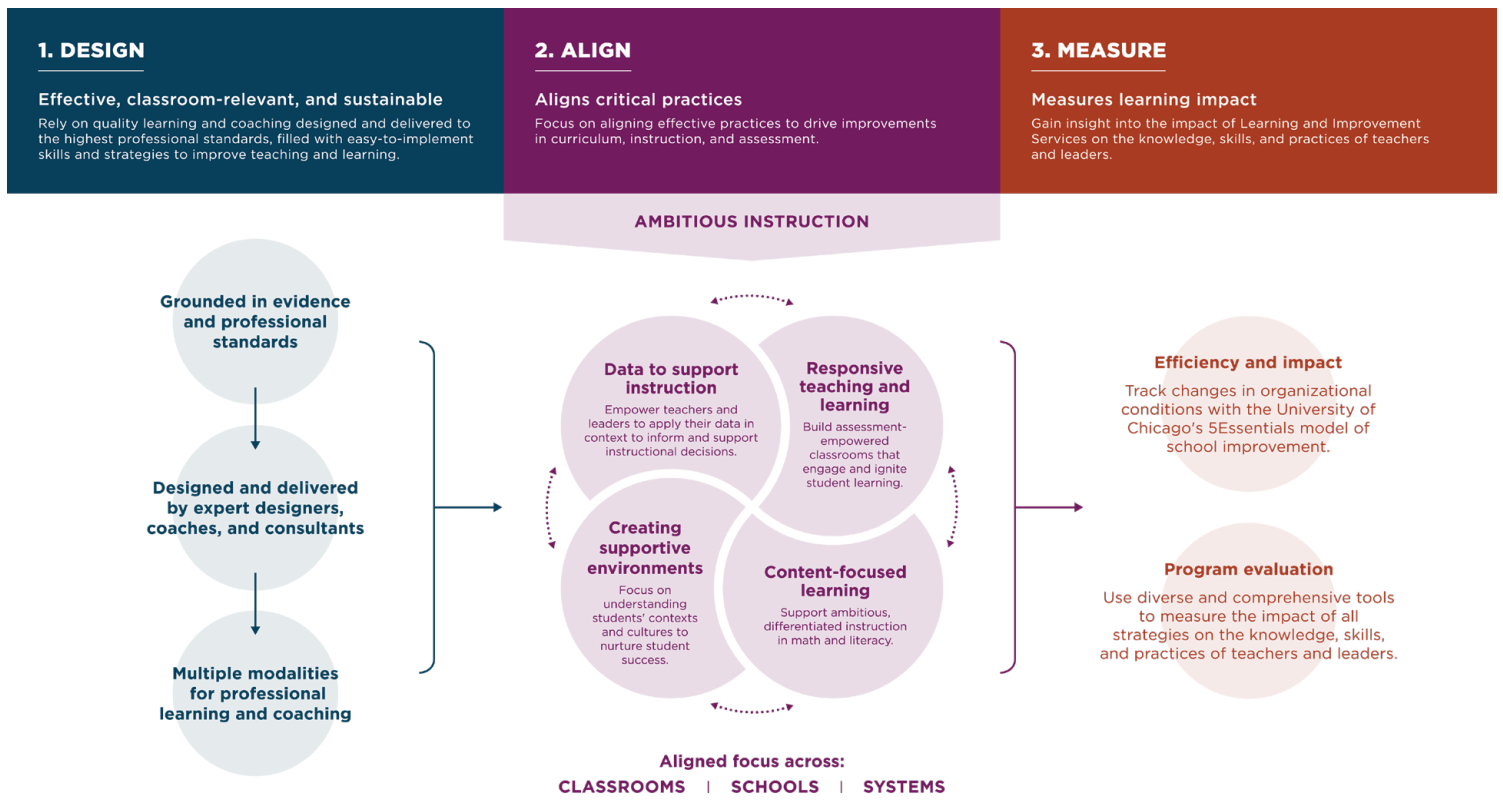 1. DESIGN
Effective, classroom-relevant, and sustainable
Rely on quality learning and coaching designed and delivered to
the highest professional standards, filled with easy-to-implement
skills and strategies to improve teaching and learning.
2. ALIGN
Aligns critical practices
Focus on aligning effective practices to drive improvements
in curriculum, instruction, and assessment.
3. MEASURE
Measures learning impact
Gain insight into the impact of Learning and Improvement
Services on the knowledge, skills, and practices of teachers
and leaders.
Grounded in evidence
and professional
standards
Designed and delivered
by expert designers,
coaches, and consultants
Multiple modalities
for professional
learning and coaching
AMBITIOUS INSTRUCTION
Data to support
instruction
Empower teachers and
leaders to apply their data in
context to inform and support
instructional decisions.
Responsive
teaching and
learning
Build assessment-
empowered
classrooms that
engage and ignite
student learning.
Creating
supportive
environments
Focus on
understanding
students' contexts
and cultures to
nurture student
success.
Content-focused
learning
Support ambitious,
differentiated instruction
in math and literacy.
Aligned focus across:
CLASSROOMS | SCHOOLS | SYSTEMS
Efficiency and impact
Track changes in organizational
conditions with the University of
Chicago's 5Essentials model of
school improvement.
Program evaluation
Use diverse and comprehensive tools
to measure the impact of all
strategies on the knowledge, skills,
and practices of teachers and leaders.